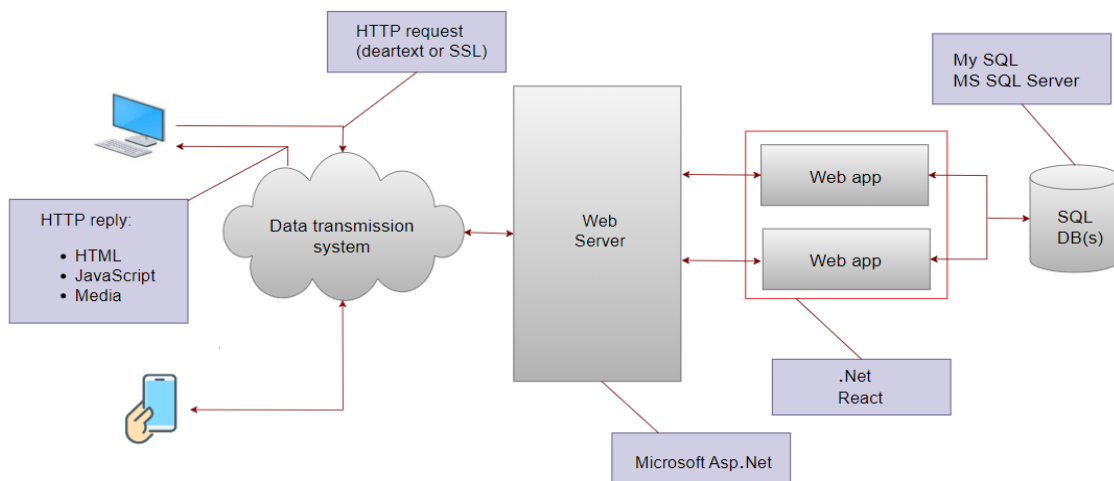 HTTP request
(deartext or SSL)
My SQL
MS SQL Server
Web app
Data transmission
system
Web
Server
SQL
DB(s)
HTTP reply:
• HTML
• JavaScript
• Media
Web app
.Net
React
Microsoft Asp.Net